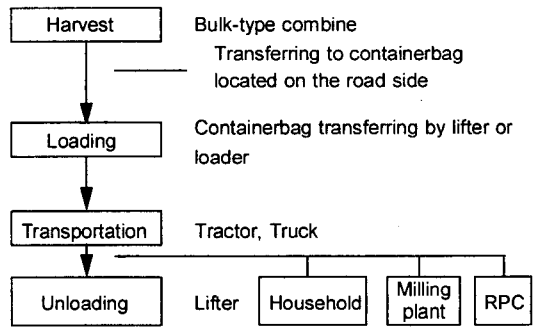 Harvest Bulk-type combine
Transferring to containerbag
located on the road side
Loading Containerbag transferring by lifter or
loader
Transportation Tractor, Truck
Unloading Lifter Household Milling
plant RPC